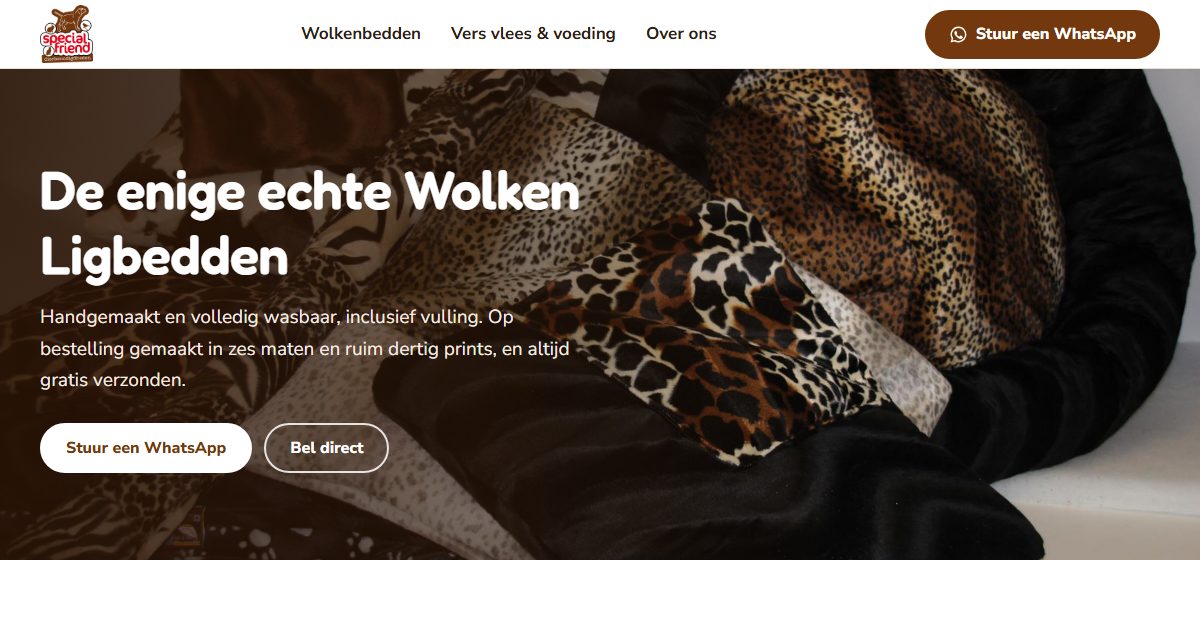 special
friend
Wolkenbedden
Vers vlees & voeding
Over ons
Stuur een WhatsApp
De enige echte Wolken
Ligbedden
Handgemaakt en volledig wasbaar, inclusief vulling. Op
bestelling gemaakt in zes maten en ruim dertig prints, en altijd
gratis verzonden.
Stuur een WhatsApp
Bel direct